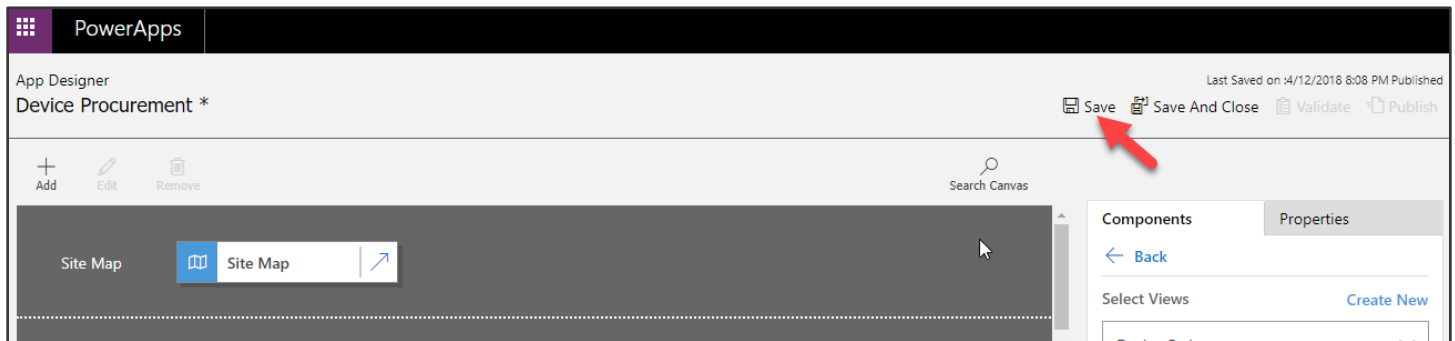 PowerApps
App Designer
Last Saved on :4/12/2018 8:08 PM Published
Device Procurement *
Save Save And Close Validate Publish
Add Edit Remove Search Canvas
Components Properties
Site Map Site Map
Back
Select Views Create New